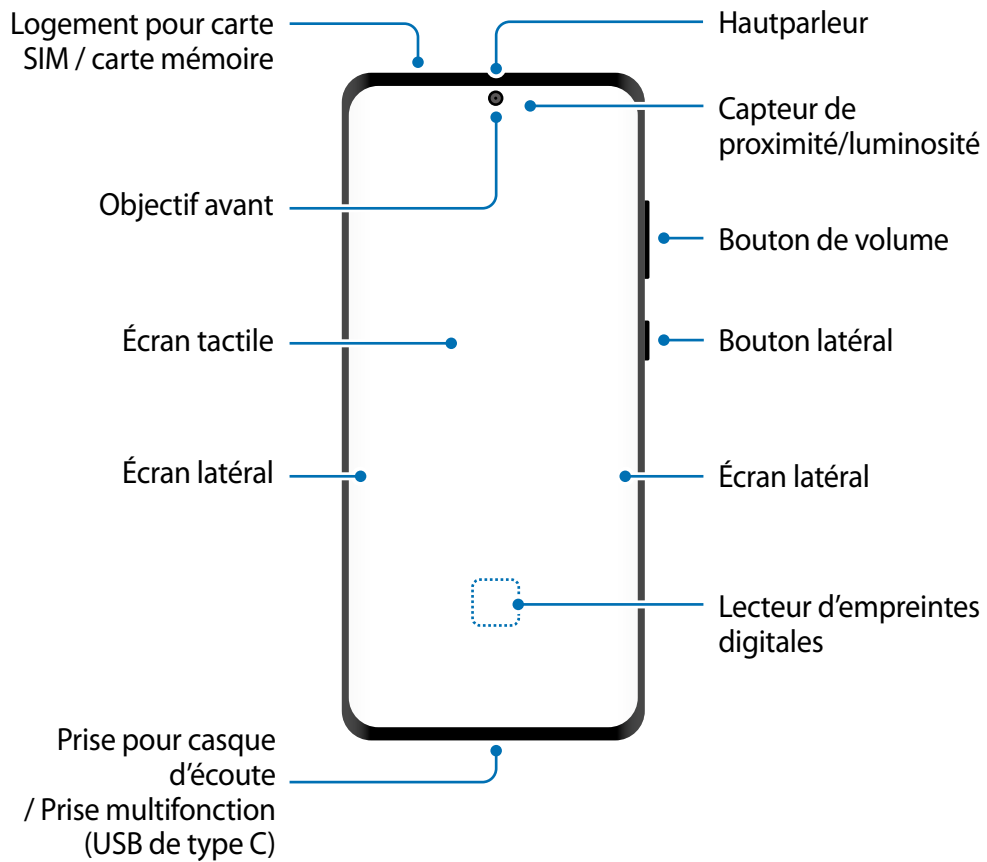 Logement pour carte
SIM / carte mémoire
Hautparleur
Capteur de
proximité/luminosité
Objectif avant
Bouton de volume
Écran tactile
Bouton latéral
Écran latéral
Écran latéral
Lecteur d’empreintes
digitales
Prise pour casque
d’écoute
/ Prise multifonction
(USB de type C)